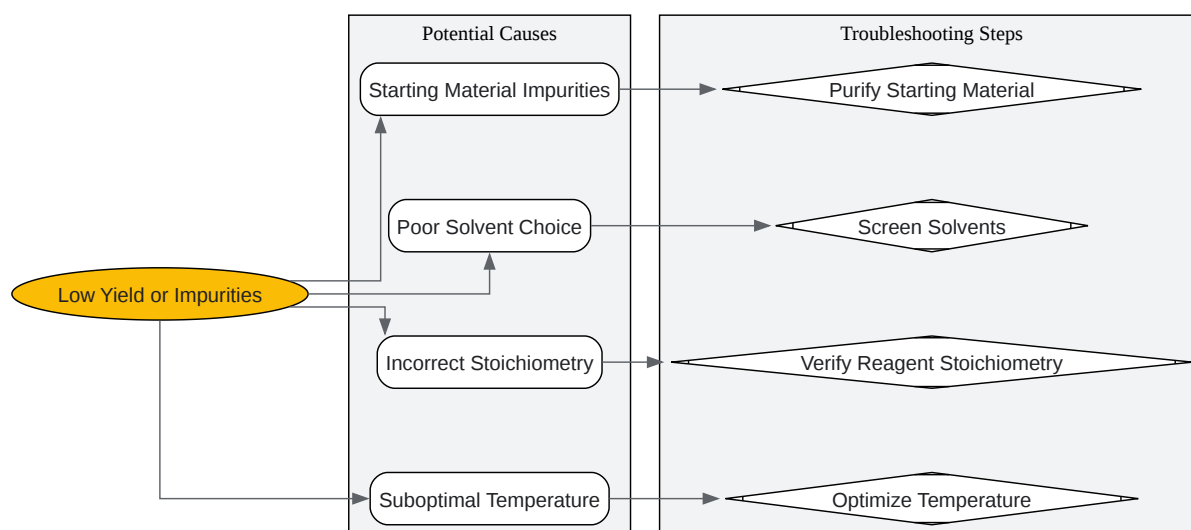 Potential Causes
Troubleshooting Steps
Starting Material Impurities
Purify Starting Material
Poor Solvent Choice
Screen Solvents
Low Yield or Impurities
Incorrect Stoichiometry
Verify Reagent Stoichiometry
Suboptimal Temperature
Optimize Temperature